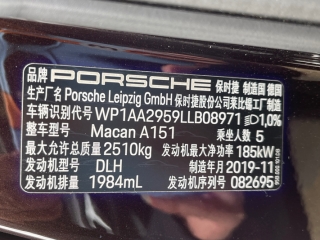 品牌 PORSCHE 保时捷 制造国 德国
生产厂名 Porsche Leipzig GmbH 保时捷股份公司莱比锡工厂制造
车辆识别代号 WP1AA2959LLB08971 1,0%
整车型号 Macan A151 乘坐人数 5
最大允许总质量 2510kg 发动机最大净功率 185kW
发动机型号 DLH 制造年月 2019-11
发动机排量 1984mL 发动机序列号 082695